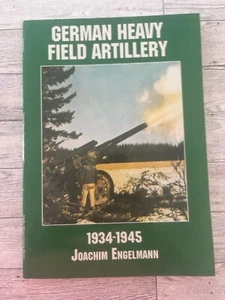 GERMAN HEAVY
FIELD ARTILLERY
1934-1945
JOACHIM ENGELMANN